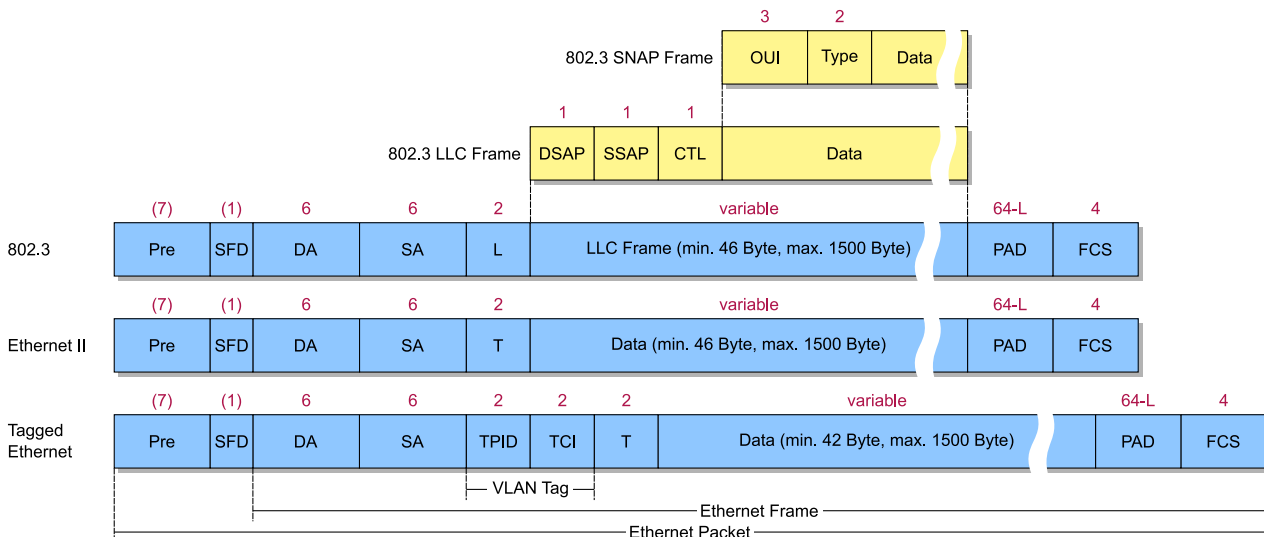 3 2
802.3 SNAP Frame OUI Type Data
1 1 1
802.3 LLC Frame DSAP SSAP CTL Data
(7) (1) 6 6 2 variable 64-L 4
802.3 Pre SFD DA SA L LLC Frame (min. 46 Byte, max. 1500 Byte) PAD FCS
(7) (1) 6 6 2 variable 64-L 4
Ethernet II Pre SFD DA SA T Data (min. 46 Byte, max. 1500 Byte) PAD FCS
(7) (1) 6 6 2 2 2 variable 64-L 4
Tagged
Ethernet Pre SFD DA SA TPID TCI T Data (min. 42 Byte, max. 1500 Byte) PAD FCS
VLAN Tag
Ethernet Frame
Ethernet Packet